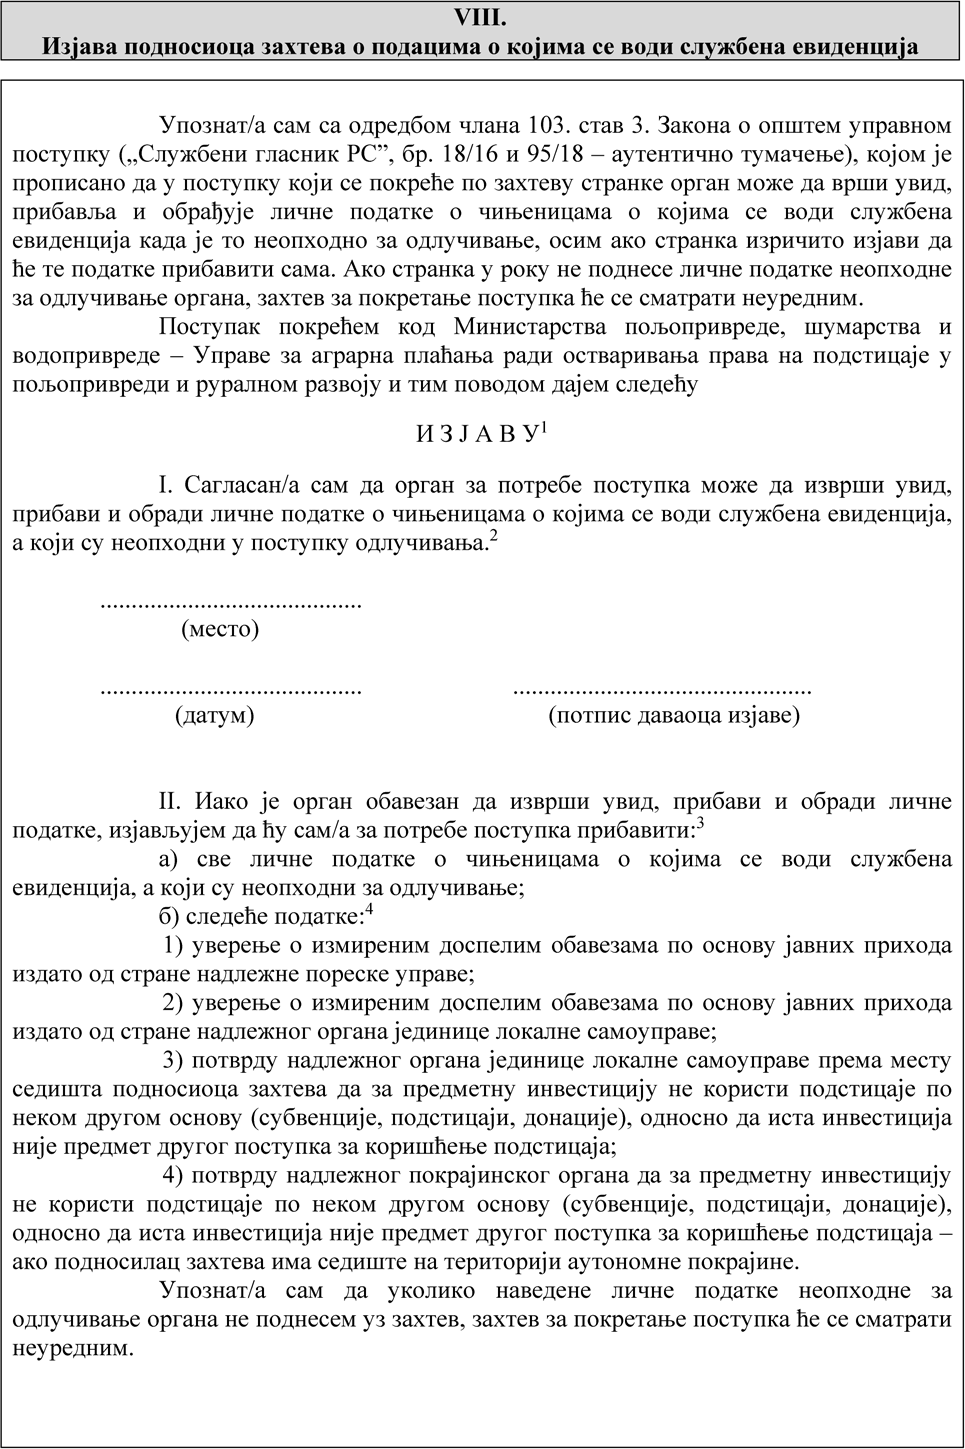 VIII.
Изјава подносиоца захтева о подацима о којима се води службена евиденција
Упознат/а сам са одредбом члана 103. став 3. Закона о општем управном
поступку („Службени гласник РС”, бр. 18/16 и 95/18 – аутентично тумачење), којом је
прописано да у поступку који се покреће по захтеву странке орган може да врши увид,
прибавља и обрађује личне податке о чињеницама о којима се води службена
евиденција када је то неопходно за одлучивање, осим ако странка изричито изјави да
ће те податке прибавити сама. Ако странка у року не поднесе личне податке неопходне
за одлучивање органа, захтев за покретање поступка ће се сматрати неуредним.
Поступак покрећем код Министарства пољопривреде, шумарства и
водопривреде – Управе за аграрна плаћања ради остваривања права на подстицаје у
пољопривреди и руралном развоју и тим поводом дајем следећу
И З Ј А В У¹
I. Сагласан/а сам да орган за потребе поступка може да изврши увид,
прибави и обради личне податке о чињеницама о којима се води службена евиденција,
а који су неопходни у поступку одлучивања.²
..........................................
(место)
.......................................... ................................................
(датум) (потпис даваоца изјаве)
II. Иако је орган обавезан да изврши увид, прибави и обради личне
податке, изјављујем да ћу сам/а за потребе поступка прибавити:³
а) све личне податке о чињеницама о којима се води службена
евиденција, а који су неопходни за одлучивање;
б) следеће податке:⁴
1) уверење о измиреним доспелим обавезама по основу јавних прихода
издато од стране надлежне пореске управе;
2) уверење о измиреним доспелим обавезама по основу јавних прихода
издато од стране надлежног органа јединице локалне самоуправе;
3) потврду надлежног органа јединице локалне самоуправе према месту
седишта подносиоца захтева да за предметну инвестицију не користи подстицаје по
неком другом основу (субвенције, подстицаји, донације), односно да иста инвестиција
није предмет другог поступка за коришћење подстицаја;
4) потврду надлежног покрајинског органа да за предметну инвестицију
не користи подстицаје по неком другом основу (субвенције, подстицаји, донације),
односно да иста инвестиција није предмет другог поступка за коришћење подстицаја –
ако подносилац захтева има седиште на територији аутономне покрајине.
Упознат/а сам да уколико наведене личне податке неопходне за
одлучивање органа не поднесем уз захтев, захтев за покретање поступка ће се сматрати
неуредним.